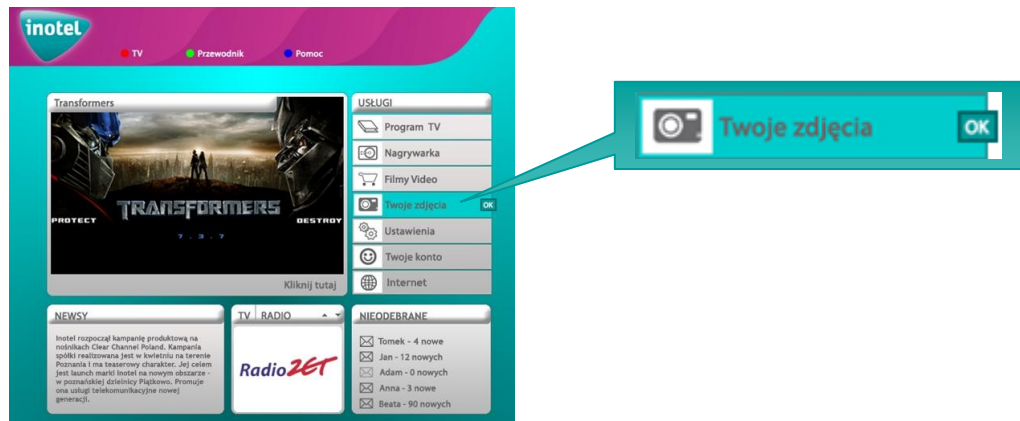 inotel
TV
Przewodnik
Pomoc
Transformers
PROTECT
TRANSFORMERS
DESTROY
7.3.7
Kliknij tutaj
USŁUGI
Program TV
Nagrywarka
Filmy Video
Twoje zdjęcia OK
Ustawienia
Twoje konto
Internet
NEWSY
Inotel rozpoczął kampanię produktową na
nośnikach Clear Channel Poland. Kampania
spółki realizowana jest w kwietniu na terenie
Poznania i ma teaserowy charakter. Jej celem
jest launch marki Inotel na nowym obszarze -
w poznańskiej dzielnicy Piątkowo. Promuje
ona usługi telekomunikacyjne nowej
generacji.
TV RADIO
Radio ZET
NIEODEBRANE
Tomek - 4 nowe
Jan - 12 nowych
Adam - 0 nowych
Anna - 3 nowe
Beata - 90 nowych
Twoje zdjęcia OK